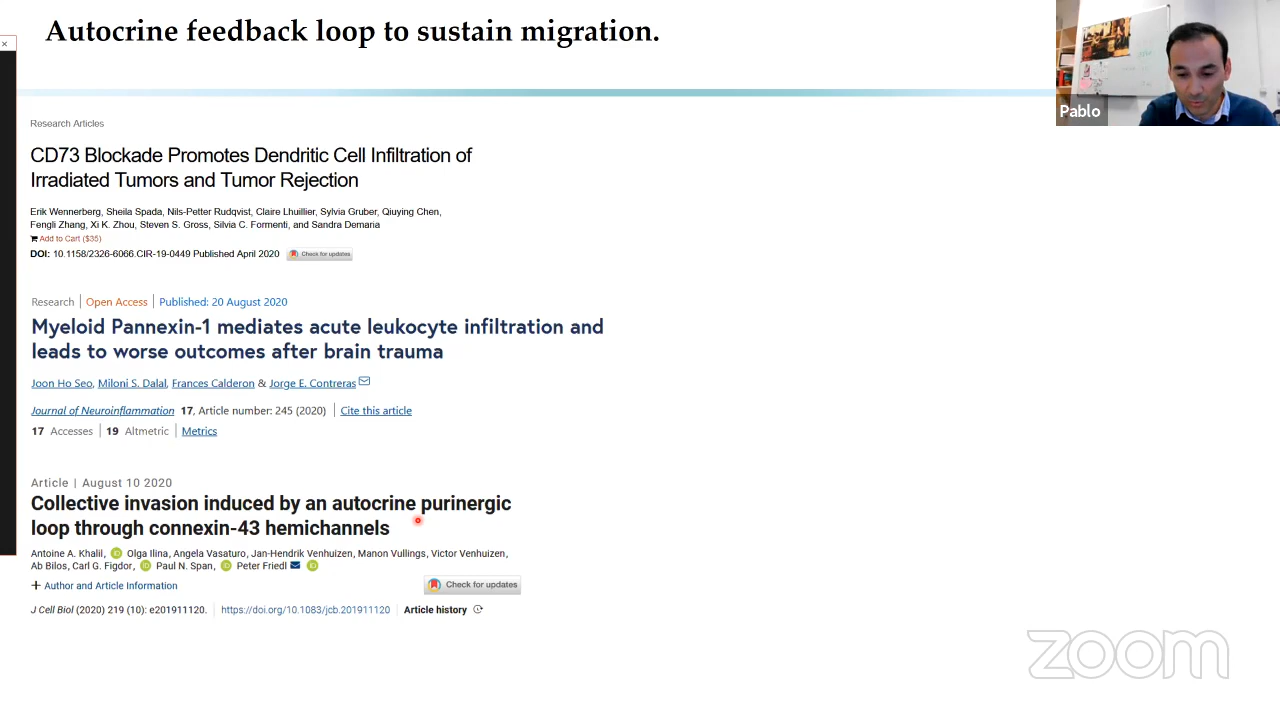 Autocrine feedback loop to sustain migration.
Pablo
Research Articles
CD73 Blockade Promotes Dendritic Cell Infiltration of
Irradiated Tumors and Tumor Rejection
Erik Wennerberg, Sheila Spada, Nils-Petter Rudqvist, Claire Lhuillier, Sylvia Gruber, Qiuying Chen,
Fengli Zhang, Xi K. Zhou, Steven S. Gross, Silvia C. Formenti, and Sandra Demaria
Add to Cart ($35)
DOI: 10.1158/2326-6066.CIR-19-0449 Published April 2020 Check for updates
Research | Open Access | Published: 20 August 2020
Myeloid Pannexin-1 mediates acute leukocyte infiltration and
leads to worse outcomes after brain trauma
Joon Ho Seo, Miloni S. Dalal, Frances Calderon & Jorge E. Contreras
Journal of Neuroinflammation 17, Article number: 245 (2020) | Cite this article
17 Accesses | 19 Altmetric | Metrics
Article | August 10 2020
Collective invasion induced by an autocrine purinergic
loop through connexin-43 hemichannels
Antoine A. Khalil, Olga Ilina, Angela Vasaturo, Jan-Hendrik Venhuizen, Manon Vullings, Victor Venhuizen,
Ab Bilos, Carl G. Figdor, Paul N. Span, Peter Friedl
+ Author and Article Information
Check for updates
J Cell Biol (2020) 219 (10): e201911120. https://doi.org/10.1083/jcb.201911120 Article history
zoom